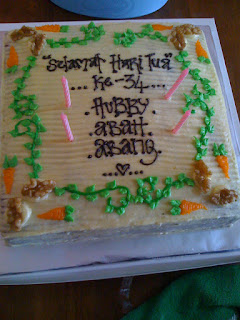 Selamat Hari Jadi
... Ke-34 ...
. HUBBY .
. ABAH .
. ABANG .
...♡...